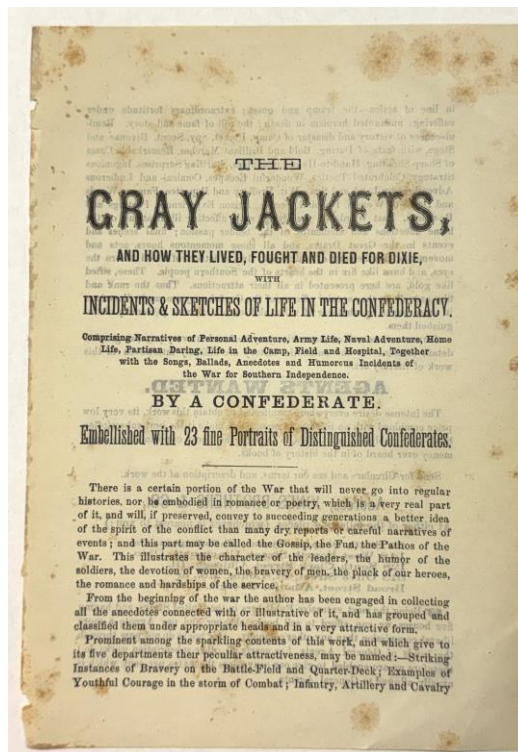 THE
GRAY JACKETS,
AND HOW THEY LIVED, FOUGHT AND DIED FOR DIXIE,
WITH
INCIDENTS & SKETCHES OF LIFE IN THE CONFEDERACY.
Comprising Narratives of Personal Adventure, Army Life, Naval Adventure, Home
Life, Partisan Daring, Life in the Camp, Field and Hospital, Together
with the Songs, Ballads, Anecdotes and Humorous Incidents of
the War for Southern Independence.
BY A CONFEDERATE.
Embellished with 23 fine Portraits of Distinguished Confederates.
There is a certain portion of the War that will never go into regular
histories, nor be embodied in romance or poetry, which is a very real part
of it, and will, if preserved, convey to succeeding generations a better idea
of the spirit of the conflict than many dry reports or careful narratives of
events; and this part may be called the Gossip, the Fun, the Pathos of the
War. This illustrates the character of the leaders, the humor of the
soldiers, the devotion of women, the bravery of men, the pluck of our heroes,
the romance and hardships of the service.
From the beginning of the war the author has been engaged in collecting
all the anecdotes connected with or illustrative of it, and has grouped and
classified them under appropriate heads and in a very attractive form.
Prominent among the sparkling contents of this work, and which give to
its five departments their peculiar attractiveness, may be named:—Striking
Instances of Bravery on the Battle-Field and Quarter-Deck; Examples of
Youthful Courage in the storm of Combat; Infantry, Artillery and Cavalry
AGENTS WANTED.